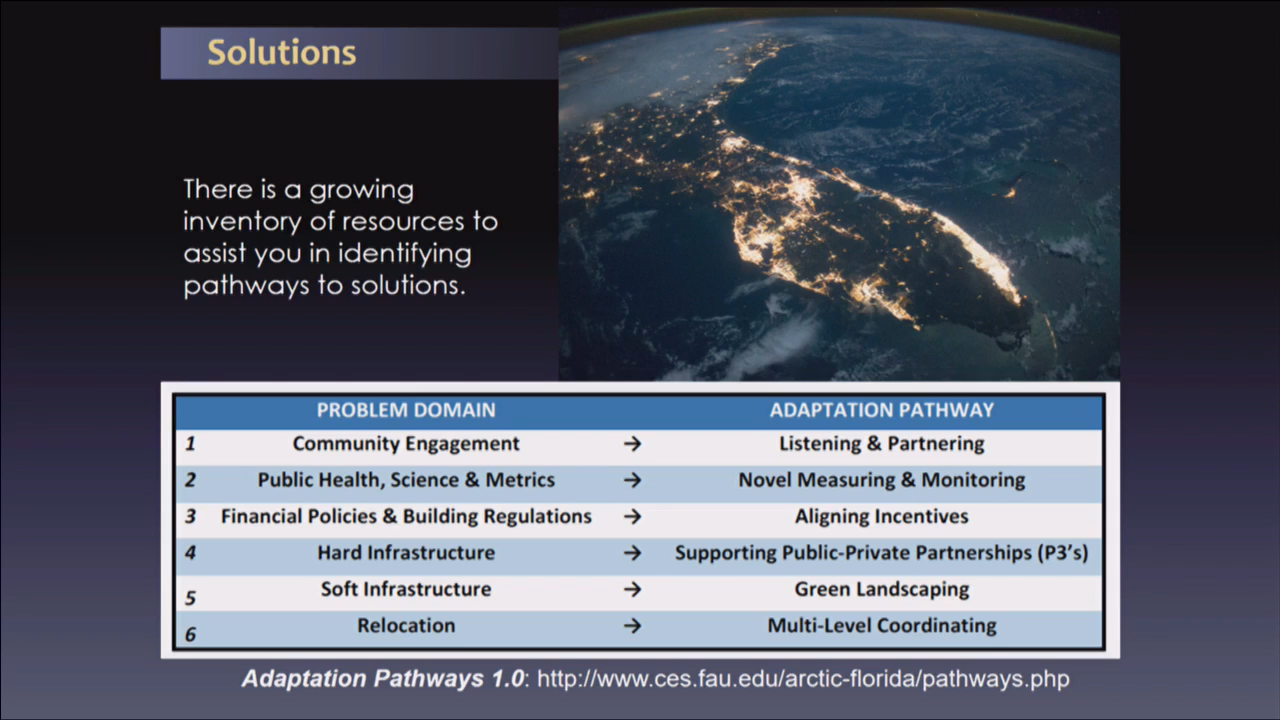 Solutions
There is a growing
inventory of resources to
assist you in identifying
pathways to solutions.
PROBLEM DOMAIN ADAPTATION PATHWAY
1 Community Engagement → Listening & Partnering
2 Public Health, Science & Metrics → Novel Measuring & Monitoring
3 Financial Policies & Building Regulations → Aligning Incentives
4 Hard Infrastructure → Supporting Public-Private Partnerships (P3’s)
5 Soft Infrastructure → Green Landscaping
6 Relocation → Multi-Level Coordinating
Adaptation Pathways 1.0: http://www.ces.fau.edu/arctic-florida/pathways.php